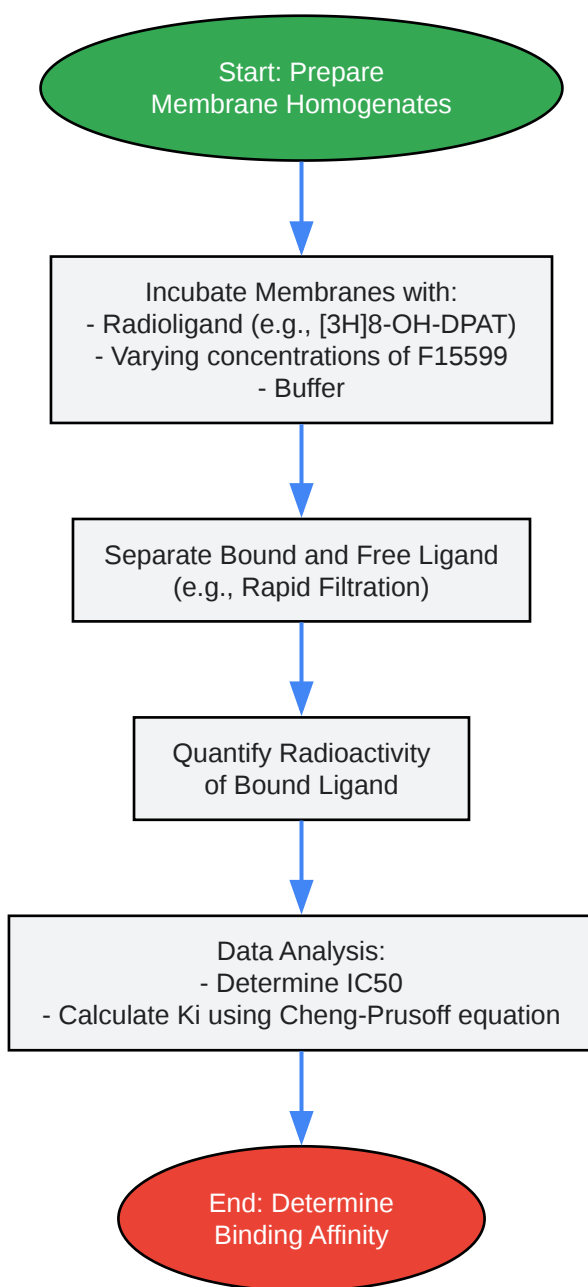 Start: Prepare
Membrane Homogenates
Incubate Membranes with:
- Radioligand (e.g., [3H]8-OH-DPAT)
- Varying concentrations of F15599
- Buffer
Separate Bound and Free Ligand
(e.g., Rapid Filtration)
Quantify Radioactivity
of Bound Ligand
Data Analysis:
- Determine IC50
- Calculate Ki using Cheng-Prusoff equation
End: Determine
Binding Affinity